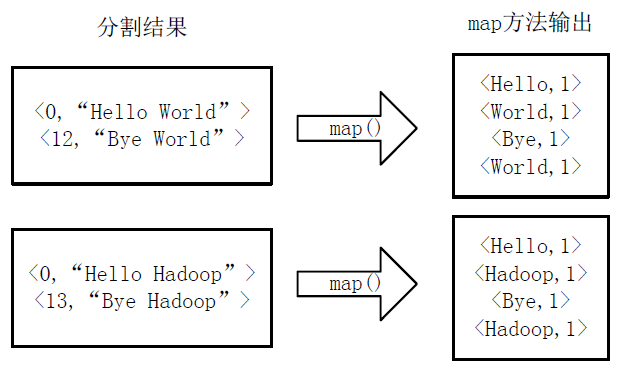 分割结果
map方法输出
<0, “Hello World” >
<12, “Bye World” >
map()
<Hello,1>
<World,1>
<Bye,1>
<World,1>
<0, “Hello Hadoop” >
<13, “Bye Hadoop” >
map()
<Hello,1>
<Hadoop,1>
<Bye,1>
<Hadoop,1>